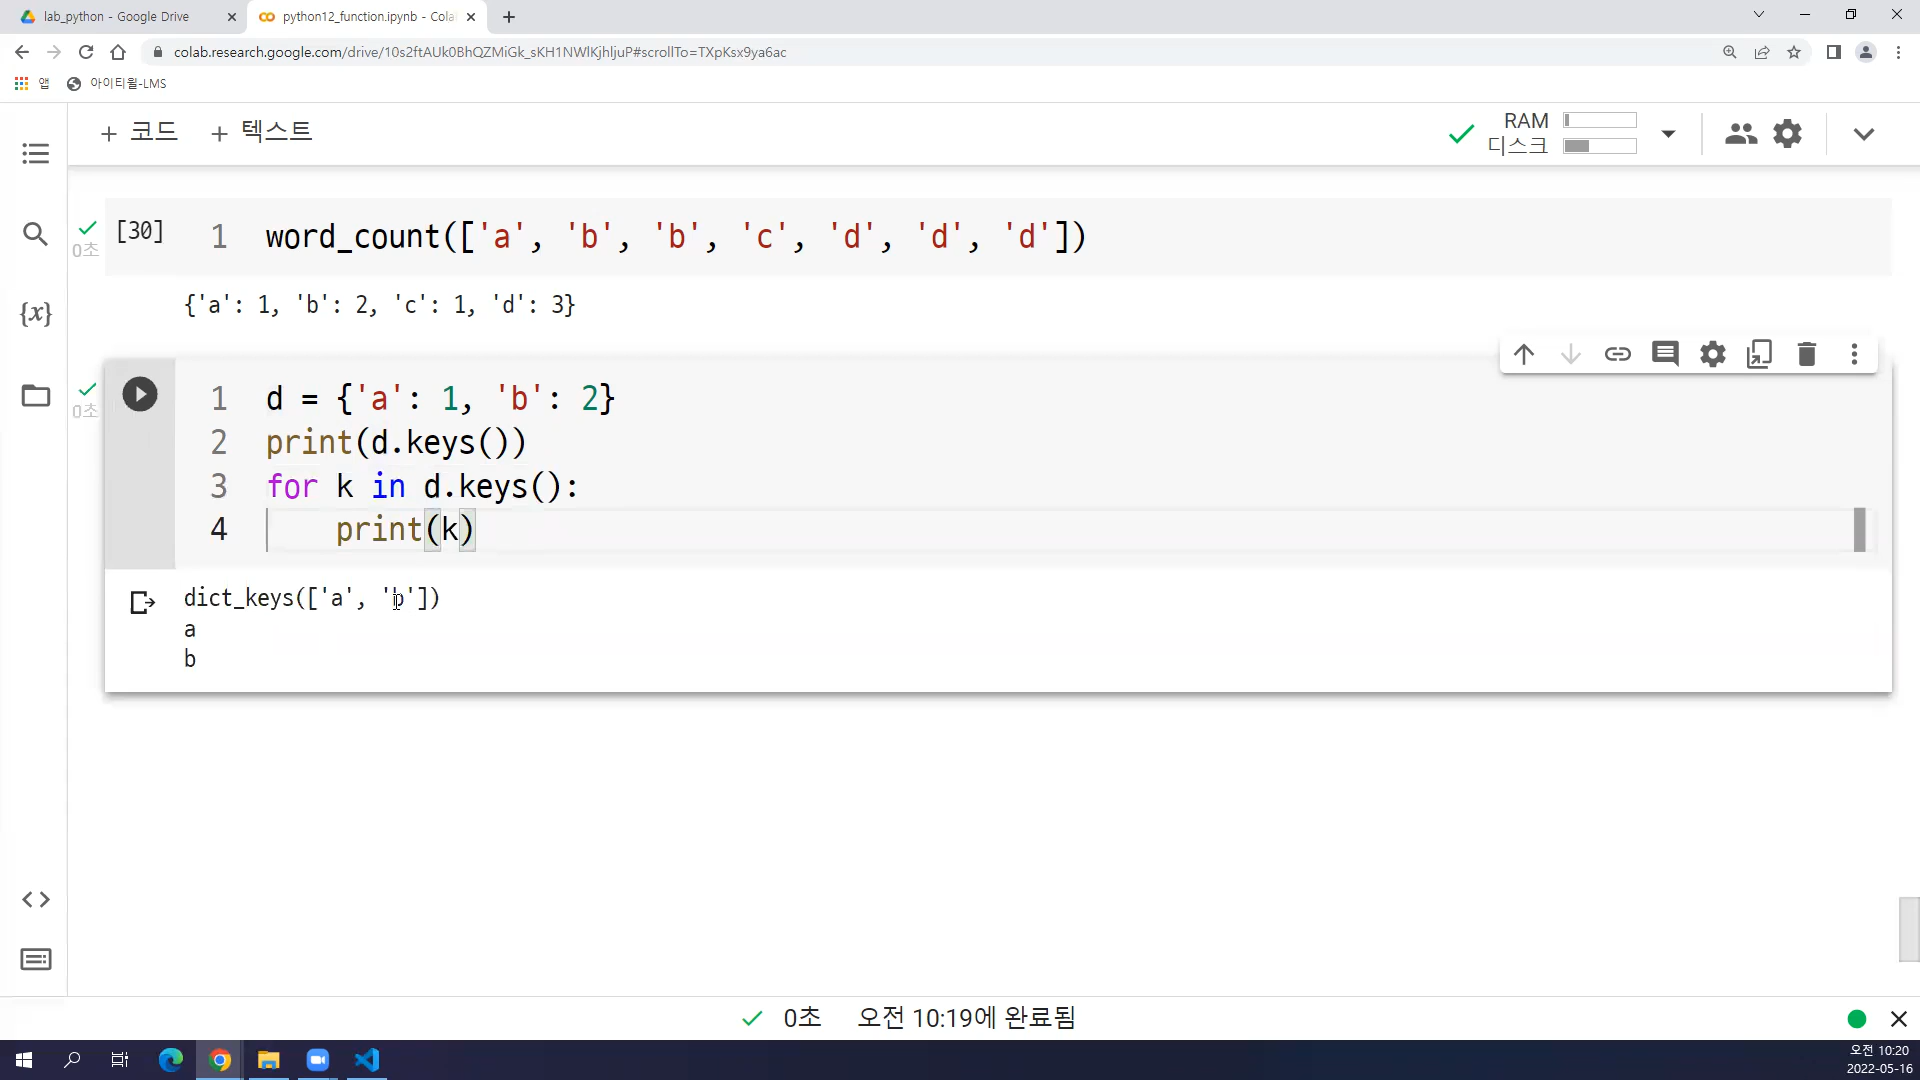 lab_python - Google Drive
python12_function.ipynb - Cola
colab.research.google.com/drive/10s2ftAUk0BhQZMiGk_sKH1NWlKjhljuP#scrollTo=TXpKsx9ya6ac
앱
아이티윌-LMS
+ 코드
+ 텍스트
RAM
디스크
{x}
0초
[30]
1 word_count(['a', 'b', 'b', 'c', 'd', 'd', 'd'])
{'a': 1, 'b': 2, 'c': 1, 'd': 3}
0초
1 d = {'a': 1, 'b': 2}
2 print(d.keys())
3 for k in d.keys():
4     print(k)
dict_keys(['a', 'b'])
a
b
0초 오전 10:19에 완료됨
오전 10:20
2022-05-16